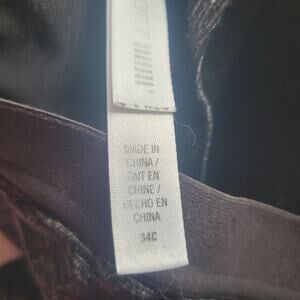 MADE IN
CHINA /
FAIT EN
CHINE /
HECHO EN
CHINA
34C